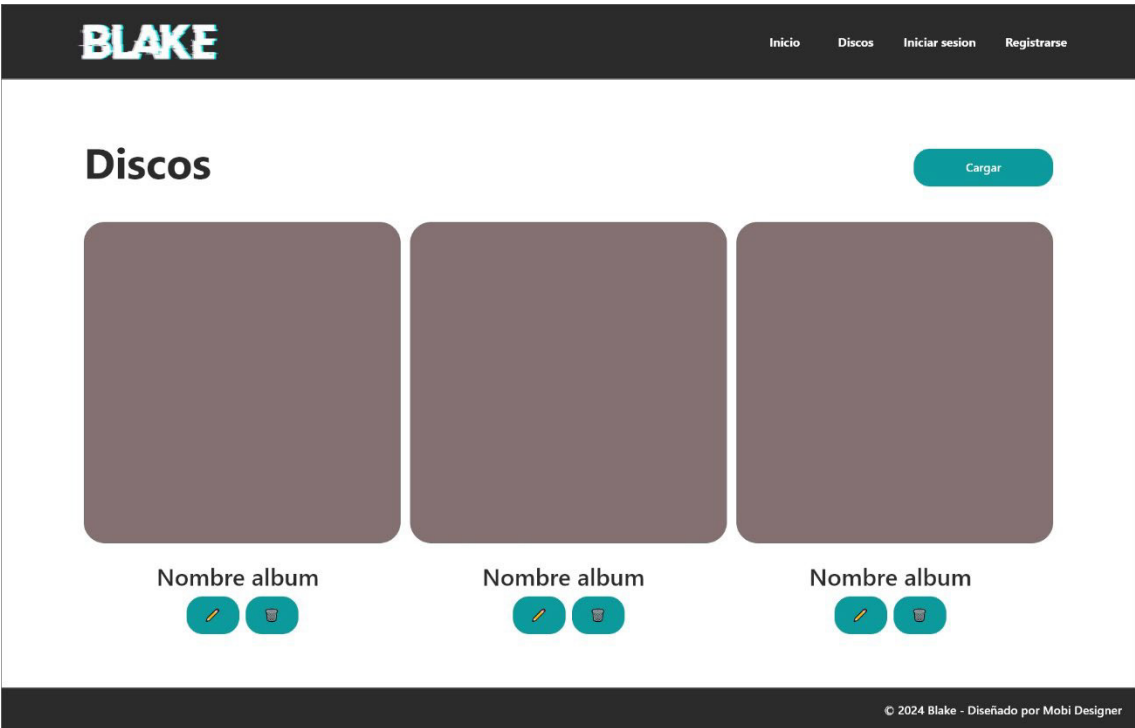 BLAKE
Inicio Discos Iniciar sesion Registrarse
Discos
Cargar
Nombre album Nombre album Nombre album
© 2024 Blake - Diseñado por Mobi Designer